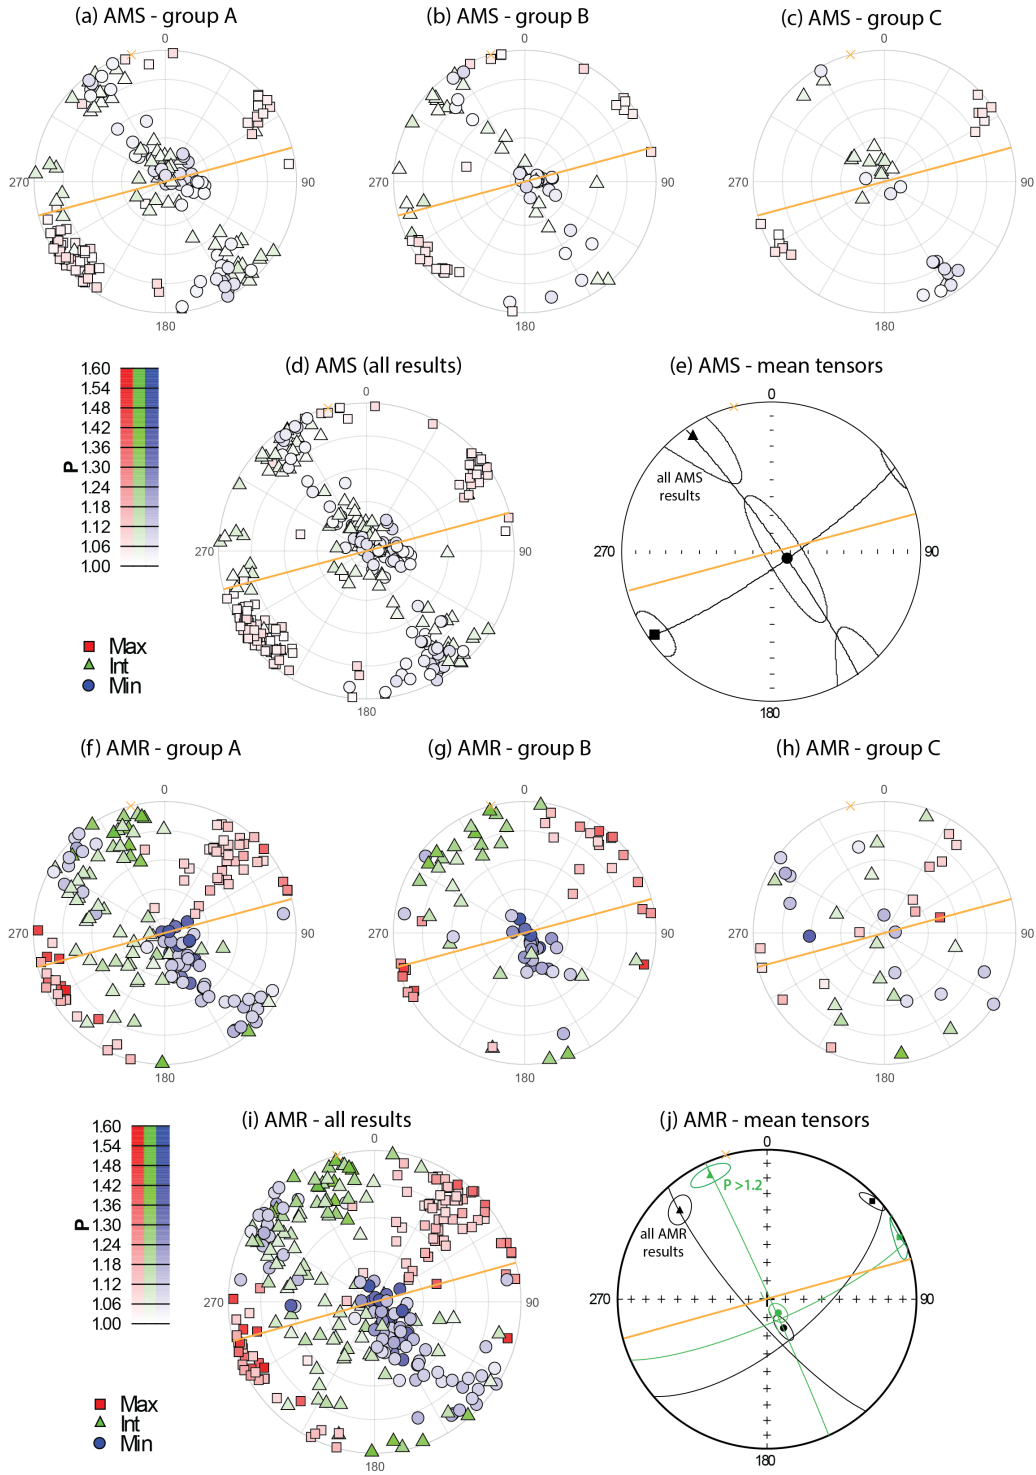 (a) AMS - group A
(b) AMS - group B
(c) AMS - group C
0
0
0
270
90
270
90
270
90
180
180
180
(d) AMS (all results)
(e) AMS - mean tensors
1.60
1.54
1.48
1.42
1.36
1.30
1.24
1.18
1.12
1.06
1.00
P
0
0
all AMS
results
270
90
270
90
180
180
Max
Int
Min
(f) AMR - group A
(g) AMR - group B
(h) AMR - group C
0
0
0
270
90
270
90
270
90
180
180
180
(i) AMR - all results
(j) AMR - mean tensors
1.60
1.54
1.48
1.42
1.36
1.30
1.24
1.18
1.12
1.06
1.00
P
0
0
P >1.2
all AMR
results
270
90
270
90
180
180
Max
Int
Min